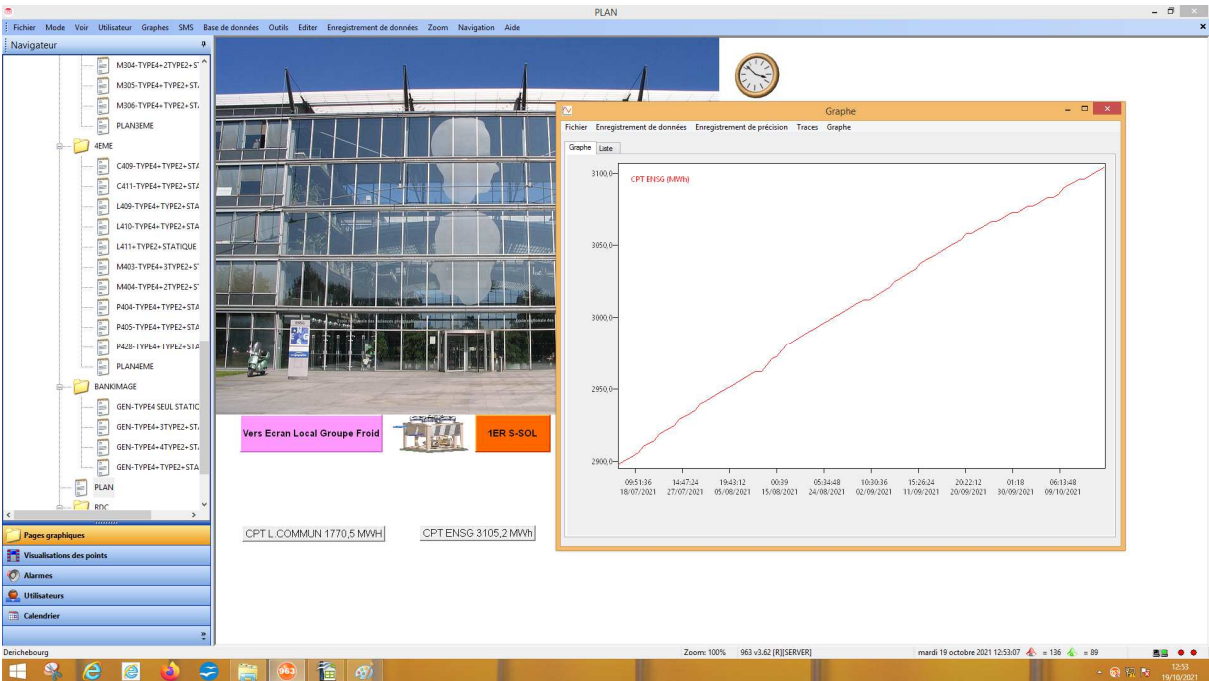 PLAN
Fichier Mode Voir Utilisateur Graphes SMS Base de données Outils Editer Enregistrement de données Zoom Navigation Aide
Navigateur
M304-TYPE4+2TYPE2+S
M305-TYPE4+TYPE2+ST
M306-TYPE4+TYPE2+ST
PLAN3EME
4EME
C409-TYPE4+TYPE2+STA
C411-TYPE4+TYPE2+STA
L409-TYPE4+TYPE2+STA
L410-TYPE4+TYPE2+STA
L411+TYPE2+STATIQUE
M403-TYPE4+3TYPE2+S
M404-TYPE4+2TYPE2+S
P404-TYPE4+TYPE2+STA
P405-TYPE4+TYPE2+STA
P428-TYPE4+TYPE2+STA
PLAN4EME
BANKIMAGE
GEN-TYPE4 SEUL STATIC
GEN-TYPE4+3TYPE2+ST
GEN-TYPE4+4TYPE2+ST
GEN-TYPE4+TYPE2+STA
PLAN
RDC
Pages graphiques
Visualisations des points
Alarmes
Utilisateurs
Calendrier
ENSG
Vers Ecran Local Groupe Froid
1ER S-SOL
CPT L.COMMUN 1770,5 MWH
CPT ENSG 3105,2 MWh
Graphe
Fichier Enregistrement de données Enregistrement de précision Traces Graphe
Graphe Liste
CPT ENSG (MWh)
3100,0
3050,0
3000,0
2950,0
2900,0
09:51:36 14:47:24 19:43:12 00:39 05:34:48 10:30:36 15:26:24 20:22:12 01:18 06:13:48
18/07/2021 27/07/2021 05/08/2021 15/08/2021 24/08/2021 02/09/2021 11/09/2021 20/09/2021 30/09/2021 09/10/2021
Derichebourg
Zoom: 100% 963 v3.62 [R][SERVER] mardi 19 octobre 2021 12:53:07 = 136 = 89
963
12:53
19/10/2021